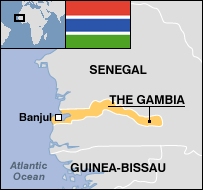 SENEGAL
THE GAMBIA
Banjul
Atlantic
Ocean
GUINEA-BISSAU